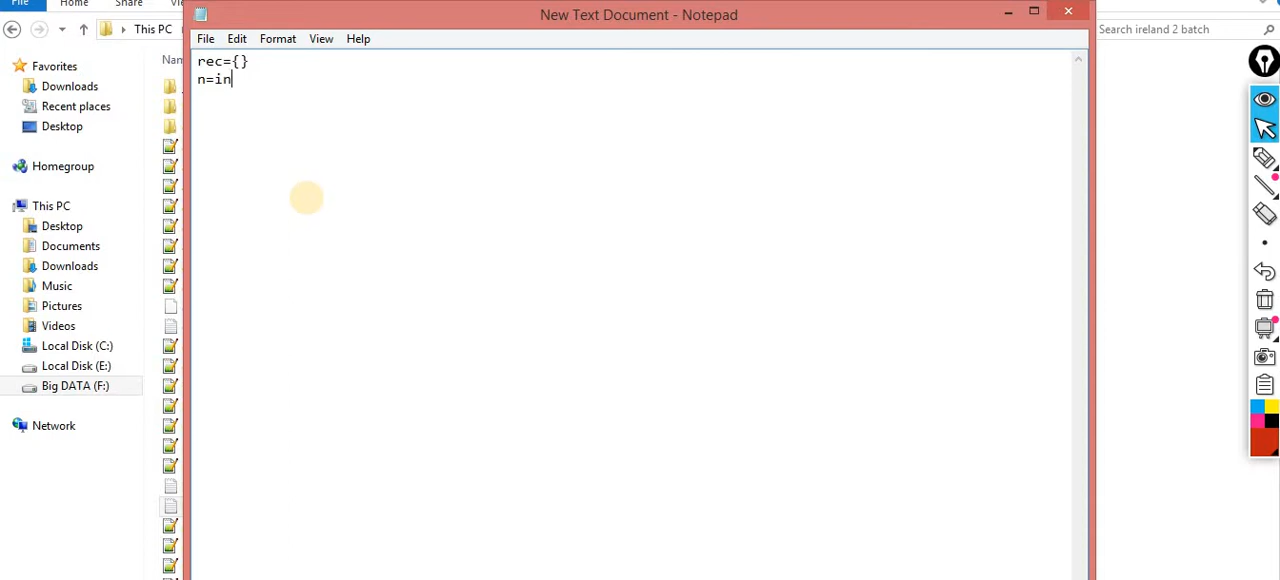 File
Home
Share
Vi
New Text Document - Notepad
This PC
Search ireland 2 batch
File Edit Format View Help
Nam
rec={}
n=in
Favorites
Downloads
Recent places
Desktop
Homegroup
This PC
Desktop
Documents
Downloads
Music
Pictures
Videos
Local Disk (C:)
Local Disk (E:)
Big DATA (F:)
Network